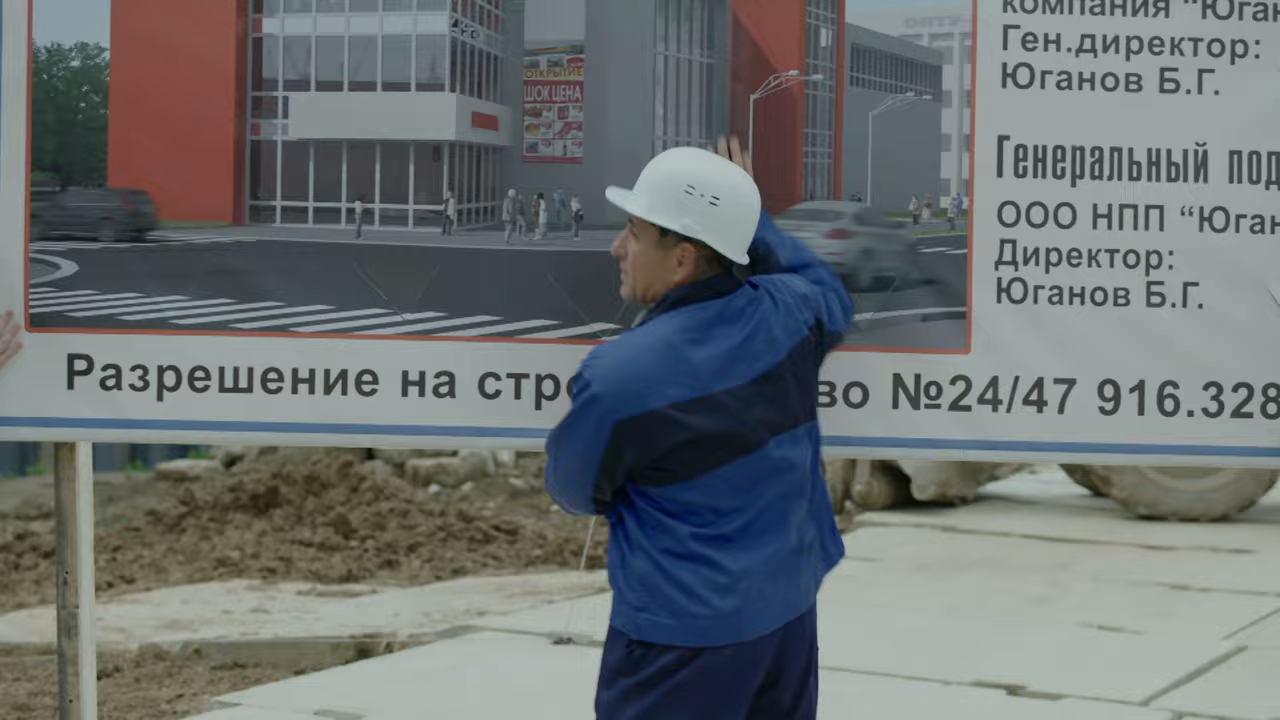 компания “Юган
Ген.директор:
Юганов Б.Г.
Генеральный под
ООО НПП “Юган
Директор:
Юганов Б.Г.
ОТКРЫТИЕ
ШОК ЦЕНА
Разрешение на стро во №24/47 916.328